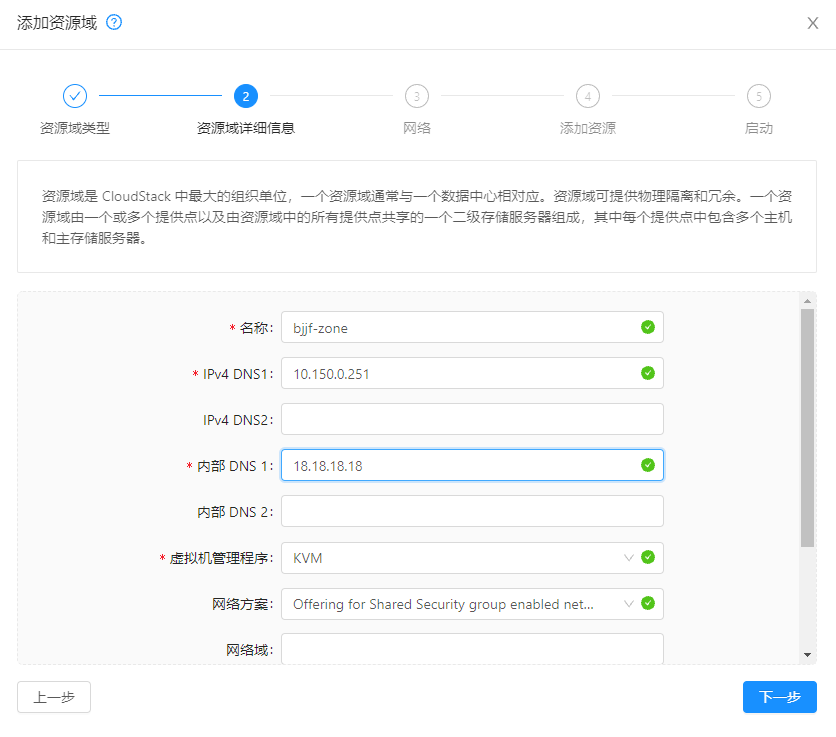 添加资源域 ?
X
2 3 4 5
资源域类型 资源域详细信息 网络 添加资源 启动
资源域是 CloudStack 中最大的组织单位，一个资源域通常与一个数据中心相对应。资源域可提供物理隔离和冗余。一个资
源域由一个或多个提供点以及由资源域中的所有提供点共享的一个二级存储服务器组成，其中每个提供点中包含多个主机
和主存储服务器。
* 名称: bjjf-zone
* IPv4 DNS1: 10.150.0.251
IPv4 DNS2:
* 内部 DNS 1: 18.18.18.18
内部 DNS 2:
* 虚拟机管理程序: KVM
网络方案: Offering for Shared Security group enabled net...
网络域:
上一步 下一步